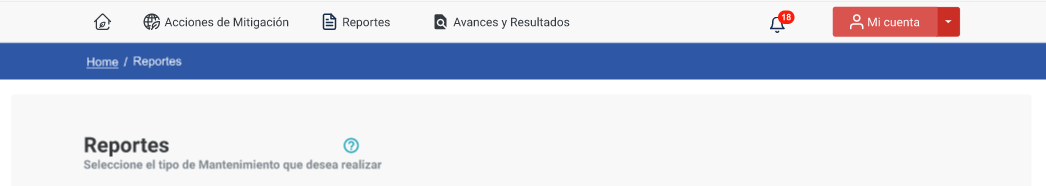 Acciones de Mitigación Reportes Avances y Resultados 18 Mi cuenta
Home / Reportes
Reportes ?
Seleccione el tipo de Mantenimiento que desea realizar